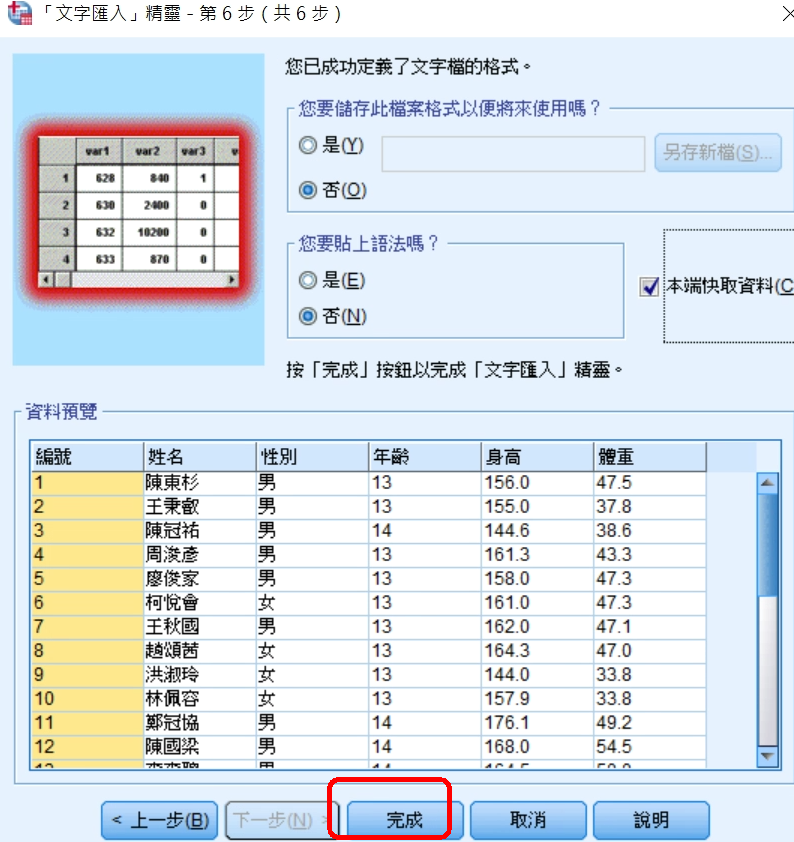 「文字匯入」精靈 - 第 6 步 ( 共 6 步 )
您已成功定義了文字檔的格式。
var1 var2 var3
1 628 840 1
2 630 2400 0
3 632 10200 0
4 633 870 0
您要儲存此檔案格式以便將來使用嗎？
是(Y) 另存新檔(S)...
否(O)
您要貼上語法嗎？
是(E)
否(N)
本端快取資料(C
按「完成」按鈕以完成「文字匯入」精靈。
資料預覽
編號 姓名 性別 年齡 身高 體重
1 陳東杉 男 13 156.0 47.5
2 王秉叡 男 13 155.0 37.8
3 陳冠祐 男 14 144.6 38.6
4 周浚彥 男 13 161.3 43.3
5 廖俊家 男 13 158.0 47.3
6 柯悅會 女 13 161.0 47.3
7 王秋國 男 13 162.0 47.1
8 趙頌茜 女 13 164.3 47.0
9 洪淑玲 女 13 144.0 33.8
10 林佩容 女 13 157.9 33.8
11 鄭冠協 男 14 176.1 49.2
12 陳國梁 男 14 168.0 54.5
< 上一步(B) 下一步(N) > 完成 取消 說明